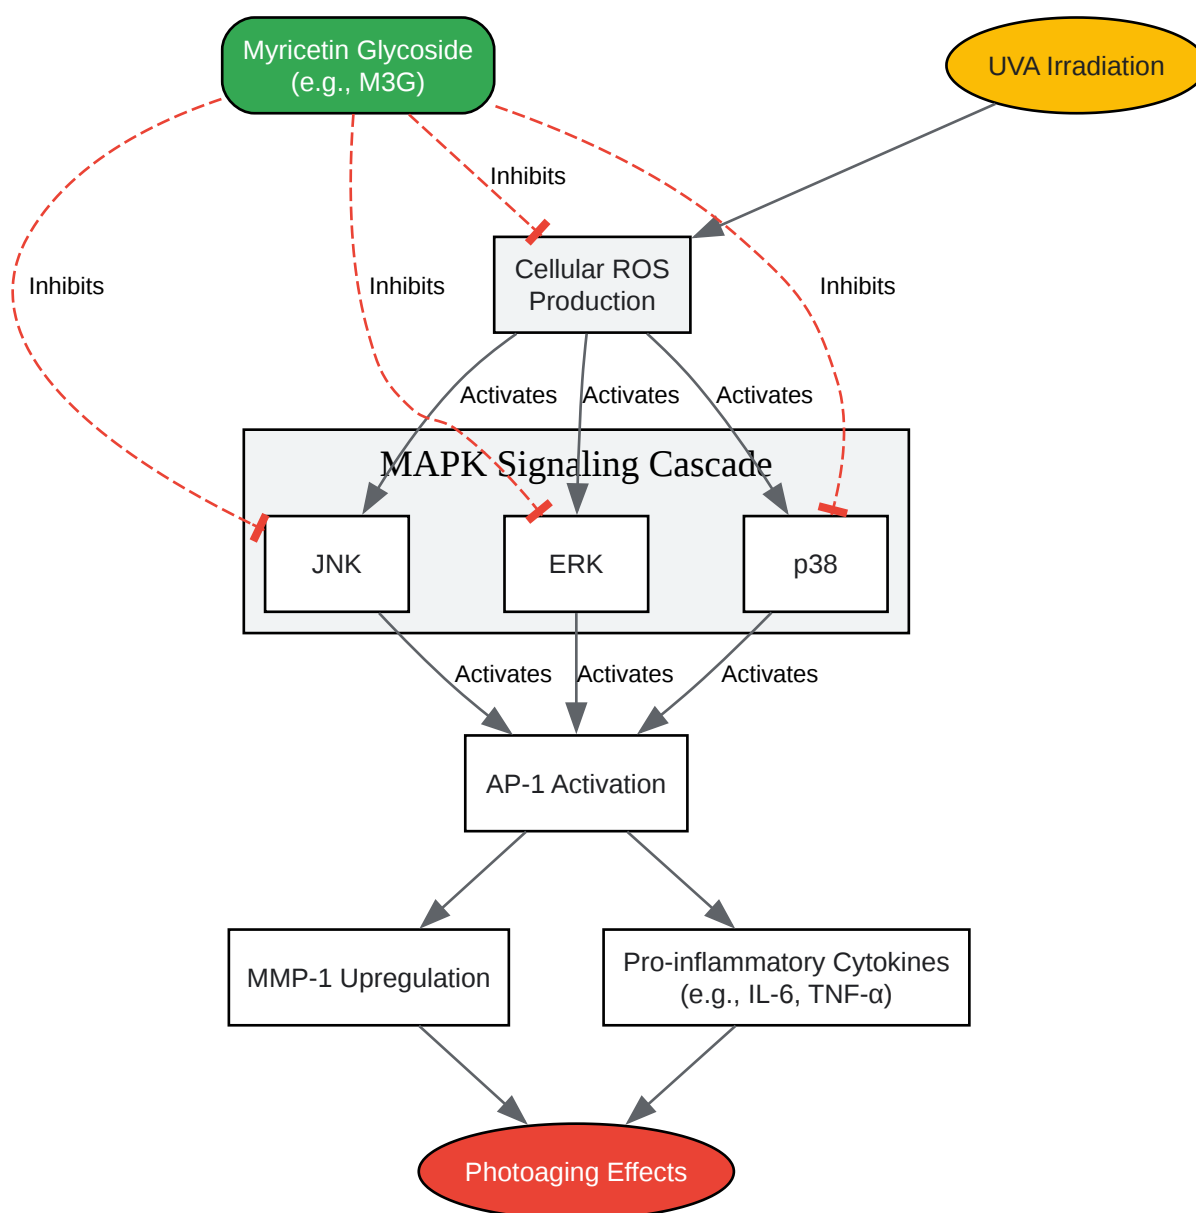 Myricetin Glycoside
(e.g., M3G)
UVA Irradiation
Inhibits
Cellular ROS
Production
Inhibits
Inhibits
Inhibits
Activates
Activates
Activates
MAPK Signaling Cascade
JNK
ERK
p38
Activates
Activates
Activates
AP-1 Activation
MMP-1 Upregulation
Pro-inflammatory Cytokines
(e.g., IL-6, TNF-α)
Photoaging Effects